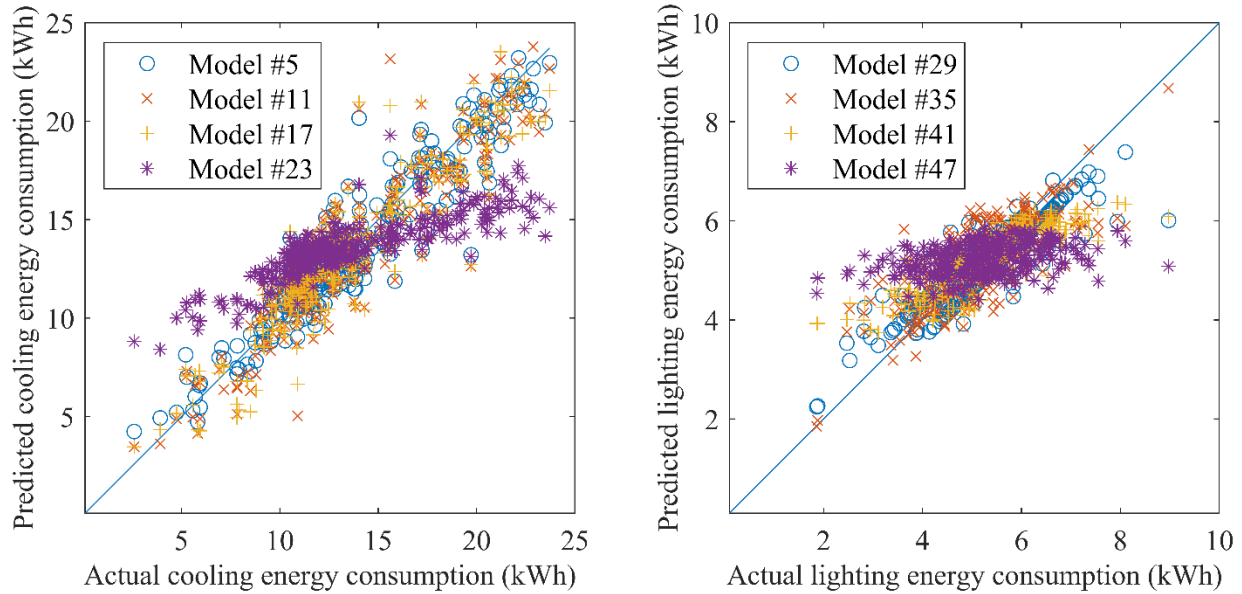 Predicted cooling energy consumption (kWh)
25
20
15
10
5
Model #5
Model #11
Model #17
Model #23
5
10
15
20
25
Actual cooling energy consumption (kWh)
Predicted lighting energy consumption (kWh)
10
8
6
4
2
Model #29
Model #35
Model #41
Model #47
2
4
6
8
10
Actual lighting energy consumption (kWh)